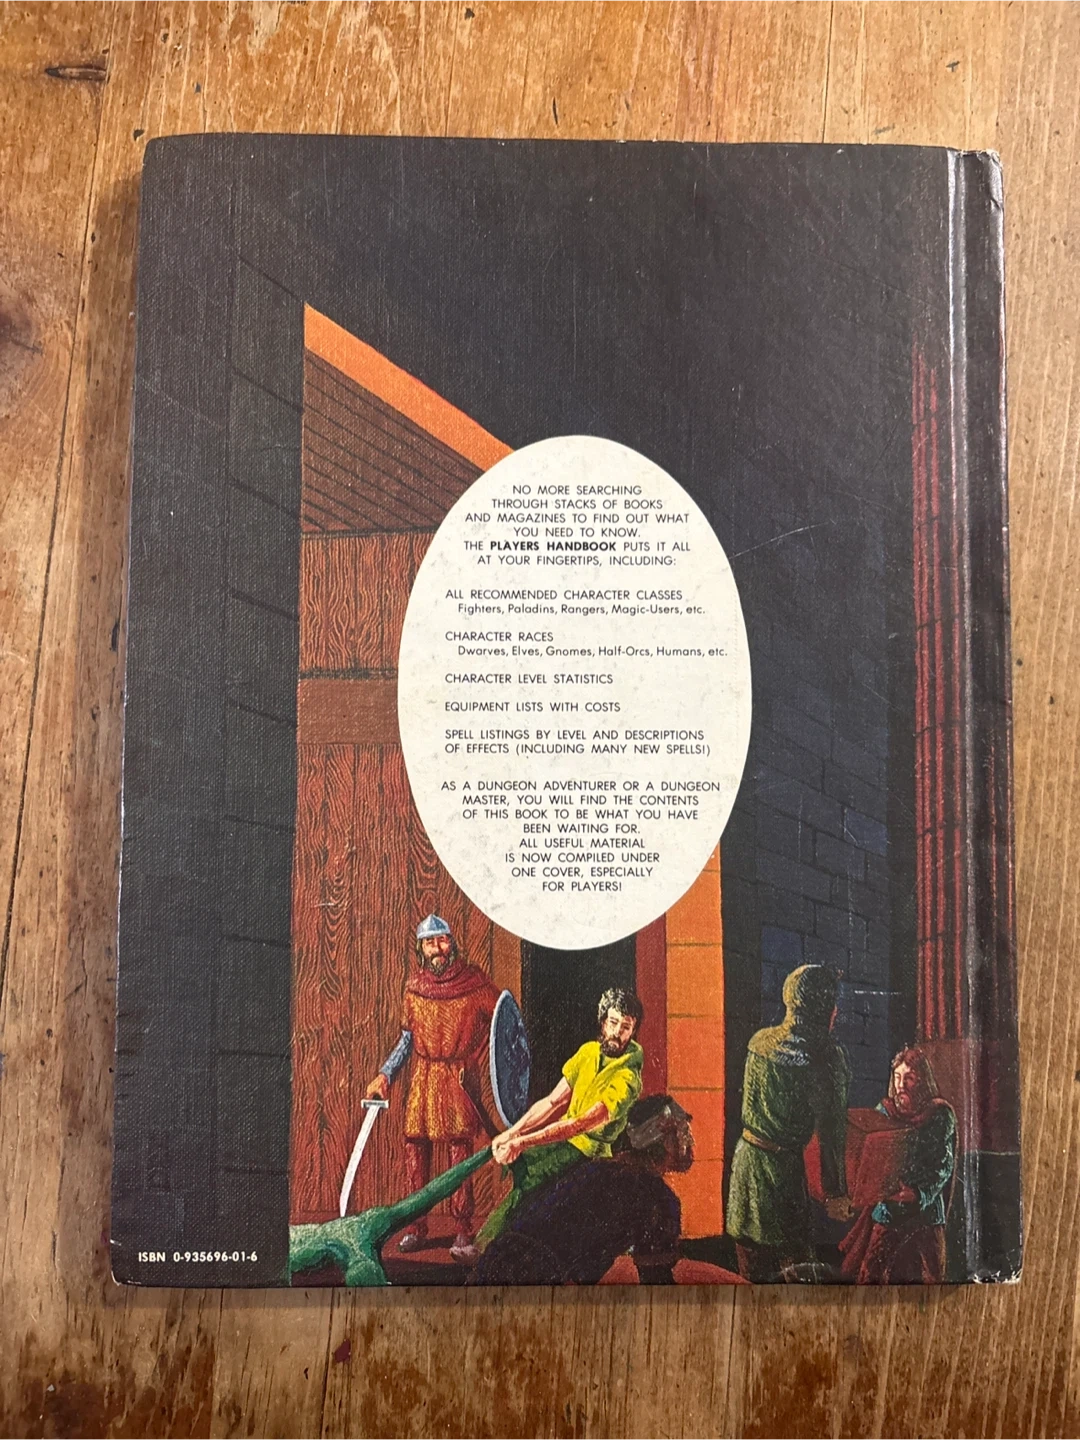 NO MORE SEARCHING
THROUGH STACKS OF BOOKS
AND MAGAZINES TO FIND OUT WHAT
YOU NEED TO KNOW.
THE PLAYERS HANDBOOK PUTS IT ALL
AT YOUR FINGERTIPS, INCLUDING:
ALL RECOMMENDED CHARACTER CLASSES
Fighters, Paladins, Rangers, Magic-Users, etc.
CHARACTER RACES
Dwarves, Elves, Gnomes, Half-Orcs, Humans, etc.
CHARACTER LEVEL STATISTICS
EQUIPMENT LISTS WITH COSTS
SPELL LISTINGS BY LEVEL AND DESCRIPTIONS
OF EFFECTS (INCLUDING MANY NEW SPELLS!)
AS A DUNGEON ADVENTURER OR A DUNGEON
MASTER, YOU WILL FIND THE CONTENTS
OF THIS BOOK TO BE WHAT YOU HAVE
BEEN WAITING FOR.
ALL USEFUL MATERIAL
IS NOW COMPILED UNDER
ONE COVER, ESPECIALLY
FOR PLAYERS!
ISBN 0-935696-01-6